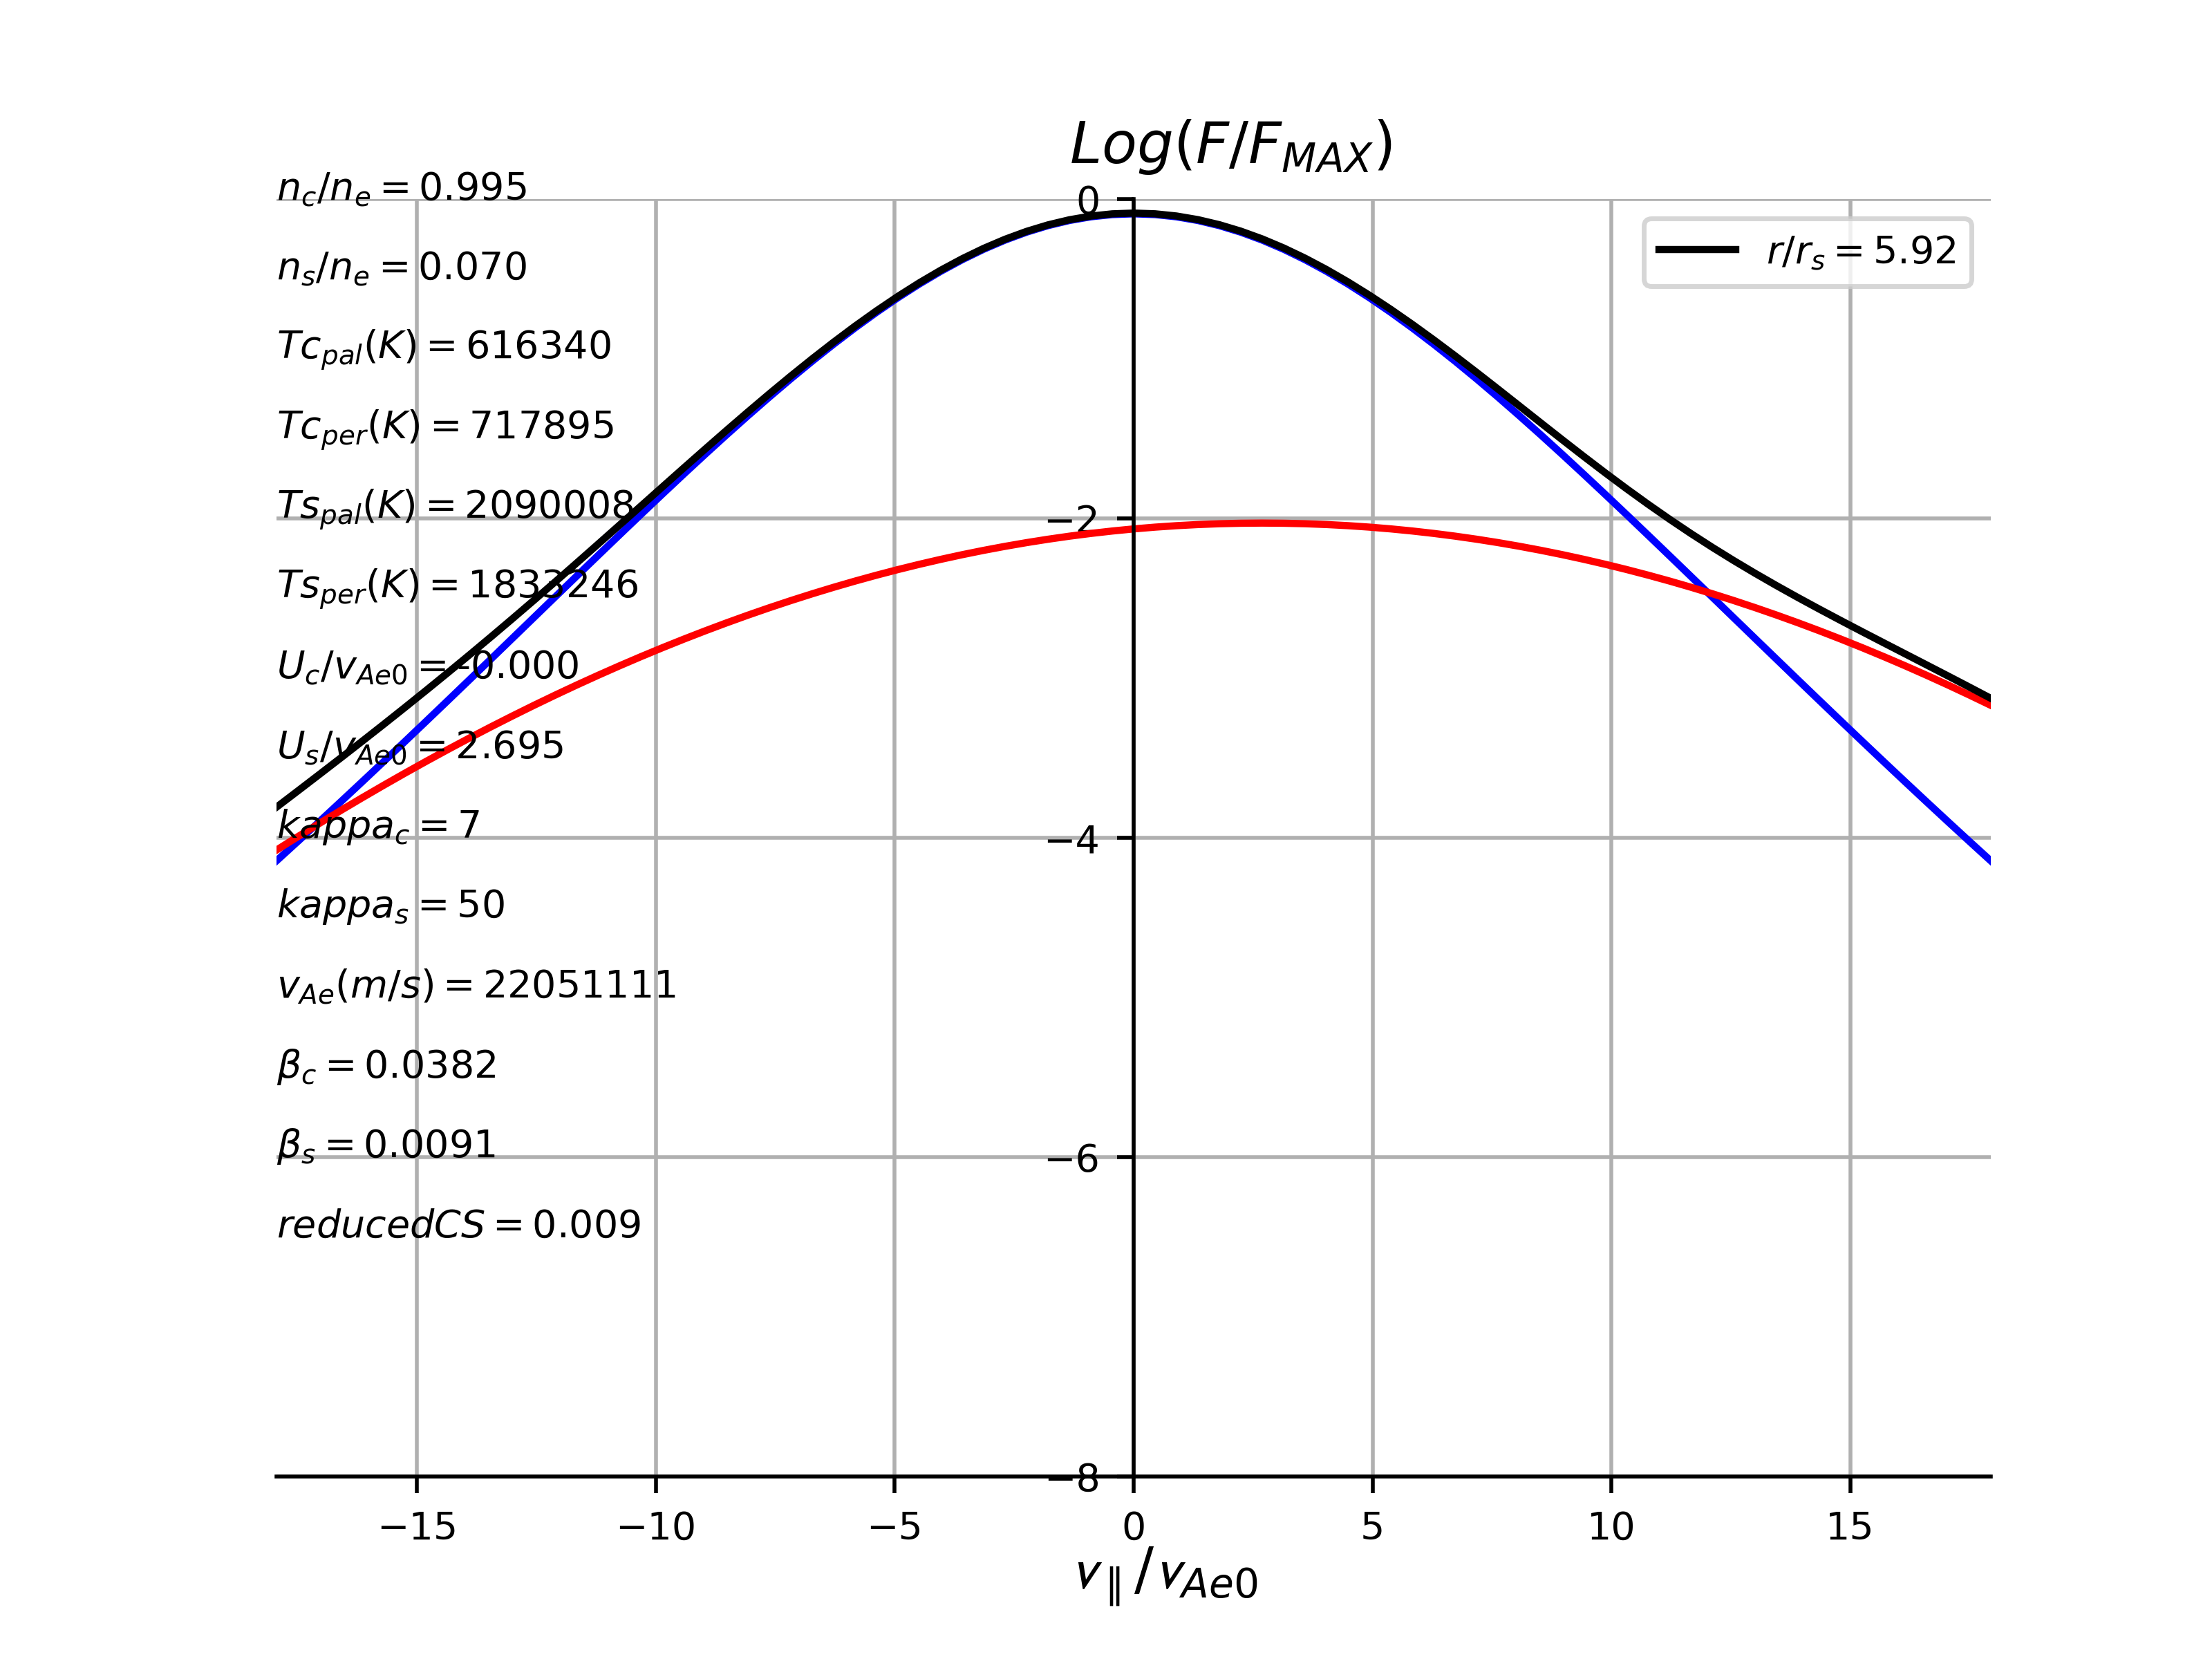 Log(F/F_MAX)
n_c/n_e = 0.995
n_s/n_e = 0.070
Tc_pal(K) = 616340
Tc_per(K) = 717895
Ts_pal(K) = 2090008
Ts_per(K) = 1833246
U_c/v_Ae0 = -0.000
U_s/v_Ae0 = 2.695
kappa_c = 7
kappa_s = 50
v_Ae(m/s) = 22051111
β_c = 0.0382
β_s = 0.0091
reducedCS = 0.009
r/r_s = 5.92
0
−2
−4
−6
−8
−15 −10 −5 0 5 10 15
v_∥/v_Ae0